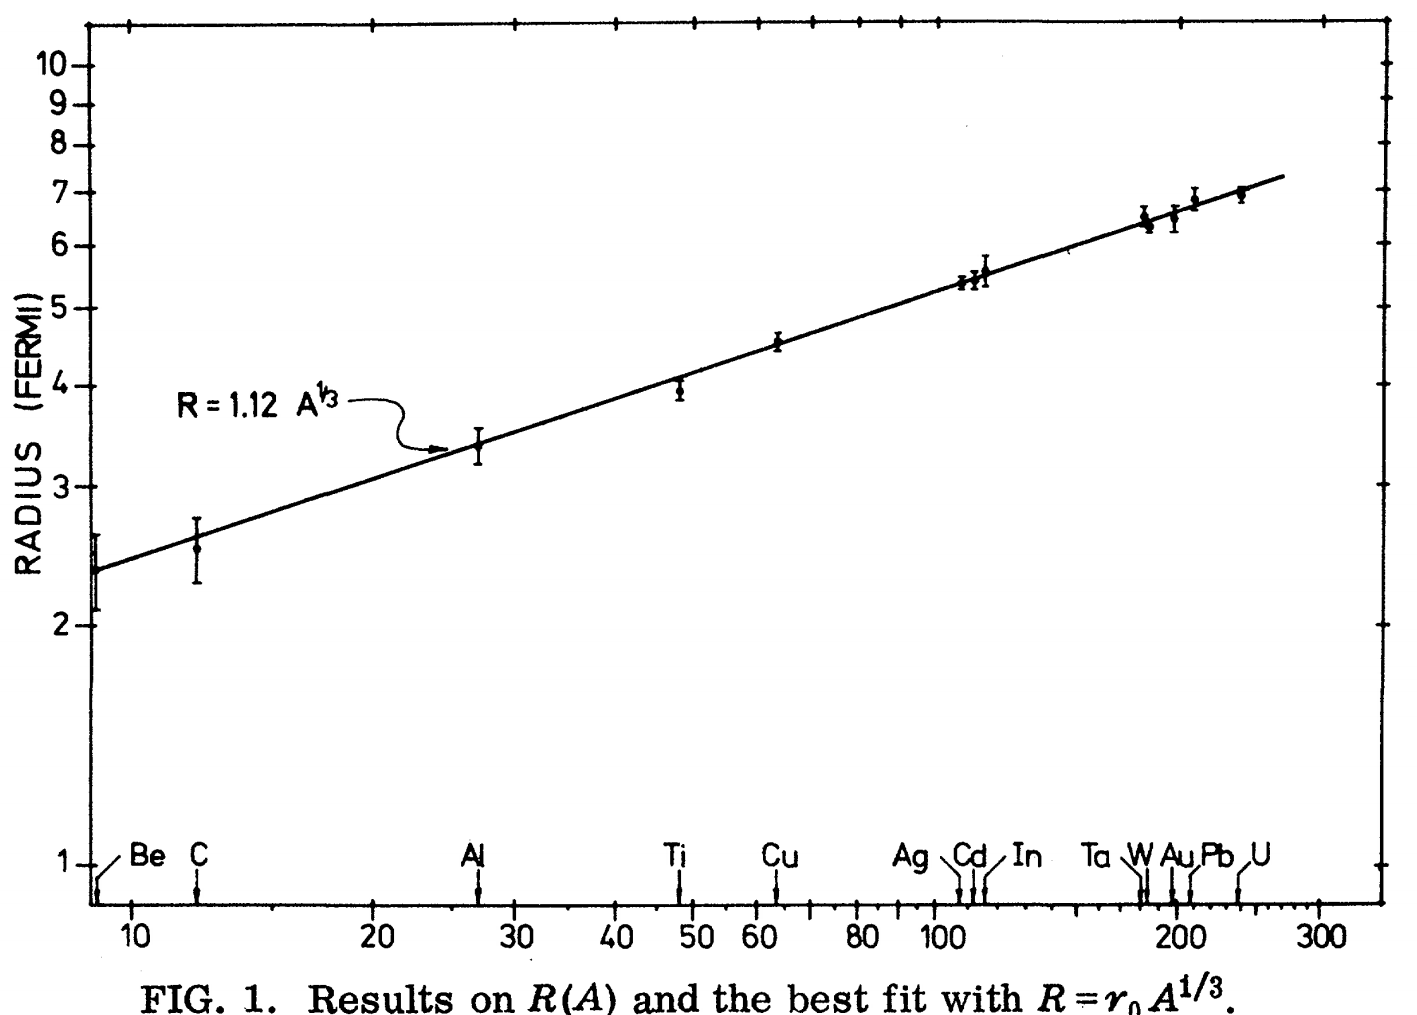 10
9
8
7
6
5
4
3
2
1
RADIUS (FERMI)
R = 1.12 A^1/3
Be C Al Ti Cu Ag Cd In Ta W Au Pb U
10 20 30 40 50 60 80 100 200 300
FIG. 1. Results on R(A) and the best fit with R = r₀A^1/3.